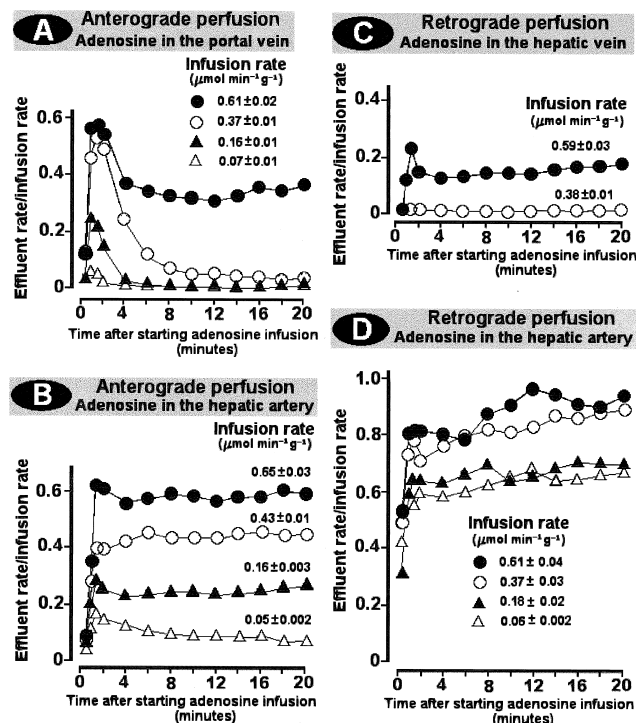 A
Anterograde perfusion
Adenosine in the portal vein
Infusion rate
(μmol min⁻¹g⁻¹)
0.61±0.02
0.37±0.01
0.16±0.01
0.07±0.01
Effluent rate/infusion rate
0.6
0.4
0.2
0
0 4 8 12 16 20
Time after starting adenosine infusion
(minutes)
B
Anterograde perfusion
Adenosine in the hepatic artery
Infusion rate
(μmol min⁻¹g⁻¹)
0.65±0.03
0.43±0.01
0.16±0.003
0.05±0.002
Effluent rate/infusion rate
0.6
0.4
0.2
0
0 4 8 12 16 20
Time after starting adenosine infusion
(minutes)
C
Retrograde perfusion
Adenosine in the hepatic vein
Infusion rate
(μmol min⁻¹g⁻¹)
0.59±0.03
0.38±0.01
Effluent rate/infusion rate
0.4
0.2
0
0 4 8 12 16 20
Time after starting adenosine infusion
(minutes)
D
Retrograde perfusion
Adenosine in the hepatic artery
Effluent rate/infusion rate
1.0
0.8
0.6
0.4
0.2
0
Infusion rate
(μmol min⁻¹g⁻¹)
0.61 ± 0.04
0.37 ± 0.03
0.18 ± 0.02
0.05 ± 0.002
0 4 8 12 16 20
Time after starting adenosine infusion
(minutes)